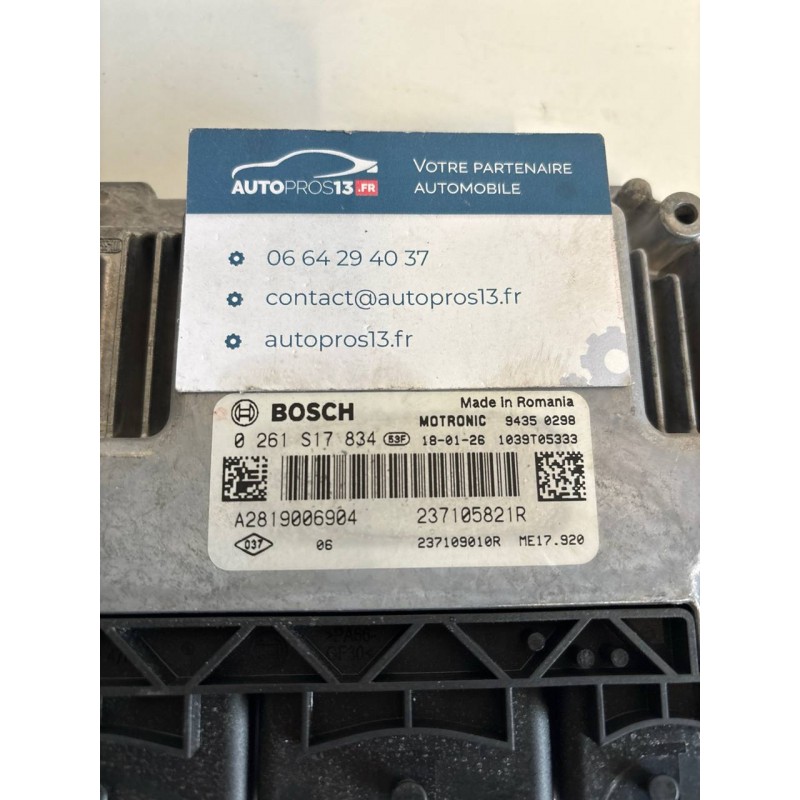 AUTOPROS13.FR
VOTRE PARTENAIRE
AUTOMOBILE
06 64 29 40 37
contact@autopros13.fr
autopros13.fr
BOSCH
Made in Romania
MOTRONIC 9435 0298
0 261 S17 834 53F 18-01-26 1039T05333
A2819006904 237105821R
037 06 237109010R ME17.920